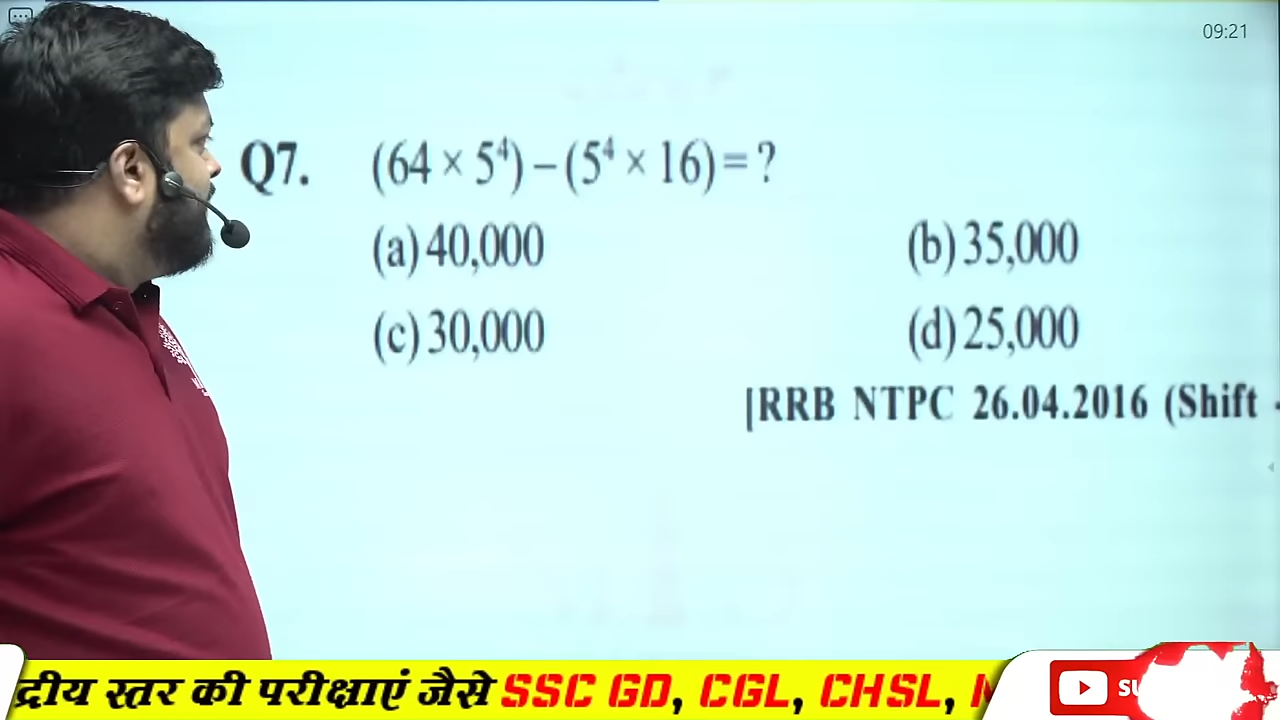 09:21
Q7. (64 × 5⁴) – (5⁴ × 16) = ?
(a) 40,000 (b) 35,000
(c) 30,000 (d) 25,000
[RRB NTPC 26.04.2016 (Shift -
द्रीय स्तर की परीक्षाएं जैसे SSC GD, CGL, CHSL,